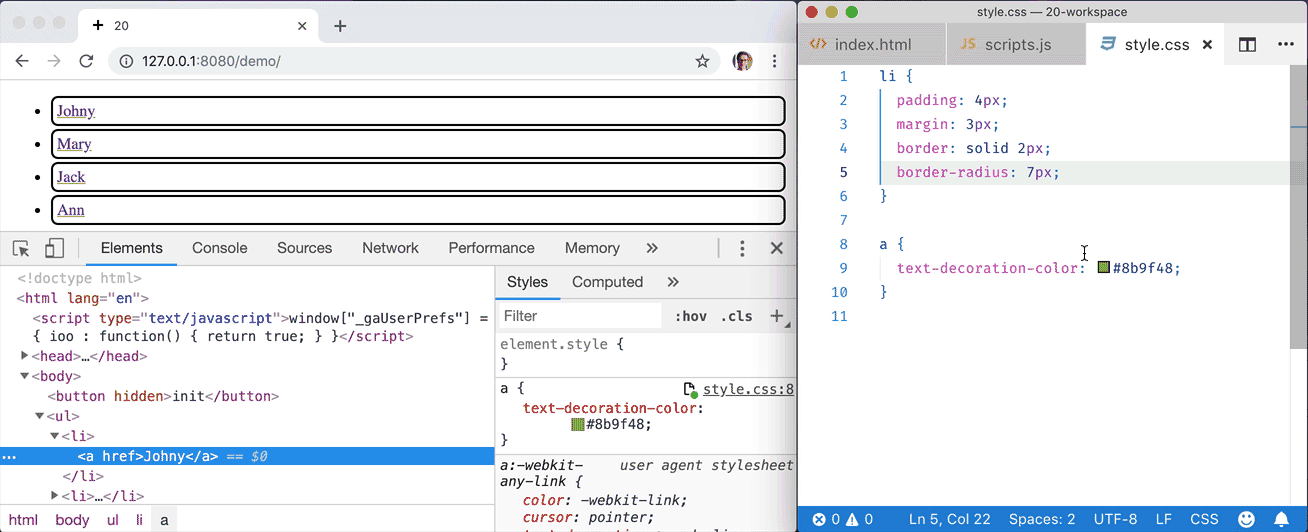 20
127.0.0.1:8080/demo/
Johny
Mary
Jack
Ann
Elements Console Sources Network Performance Memory
<!doctype html>
<html lang="en">
<script type="text/javascript">window["_gaUserPrefs"] =
{ ioo : function() { return true; } }</script>
<head>…</head>
<body>
<button hidden>init</button>
<ul>
<li>
<a href>Johny</a> == $0
</li>
<li>…</li>
html body ul li a
Styles Computed
Filter :hov .cls
element.style {
}
a { style.css:8
text-decoration-color:
#8b9f48;
}
a:-webkit- user agent stylesheet
any-link {
color: -webkit-link;
cursor: pointer;
style.css — 20-workspace
index.html JS scripts.js style.css
1 li {
2 padding: 4px;
3 margin: 3px;
4 border: solid 2px;
5 border-radius: 7px;
6 }
7
8 a {
9 text-decoration-color: #8b9f48;
10 }
11
0 0 Ln 5, Col 22 Spaces: 2 UTF-8 LF CSS